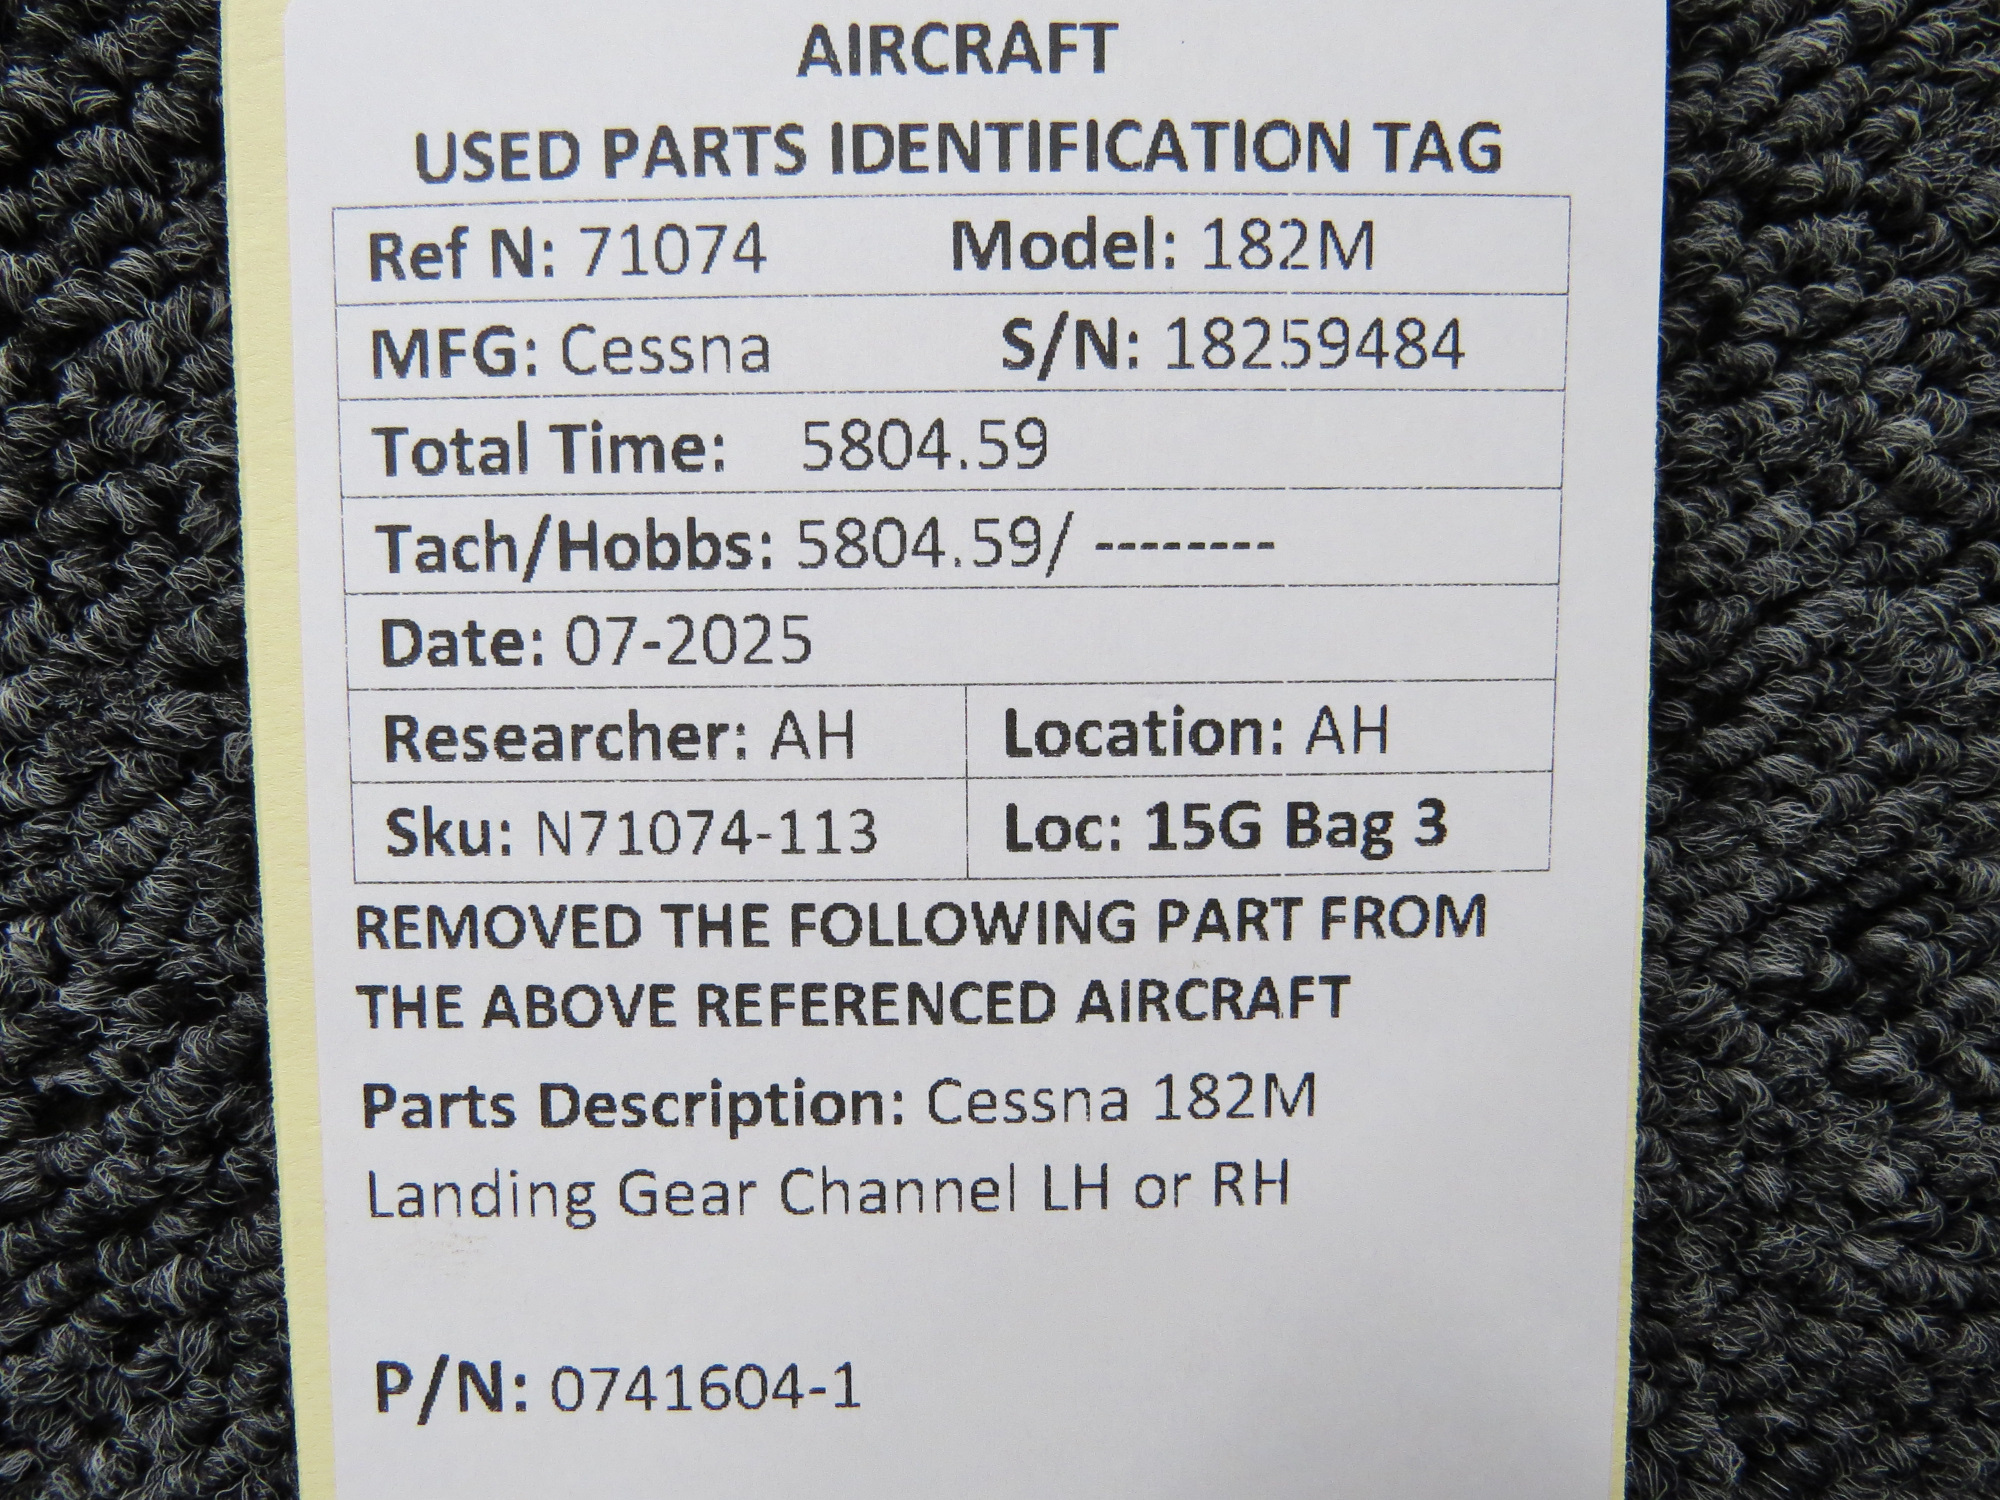 AIRCRAFT
USED PARTS IDENTIFICATION TAG
Ref N: 71074 Model: 182M
MFG: Cessna S/N: 18259484
Total Time: 5804.59
Tach/Hobbs: 5804.59/ --------
Date: 07-2025
Researcher: AH Location: AH
Sku: N71074-113 Loc: 15G Bag 3
REMOVED THE FOLLOWING PART FROM
THE ABOVE REFERENCED AIRCRAFT
Parts Description: Cessna 182M
Landing Gear Channel LH or RH
P/N: 0741604-1